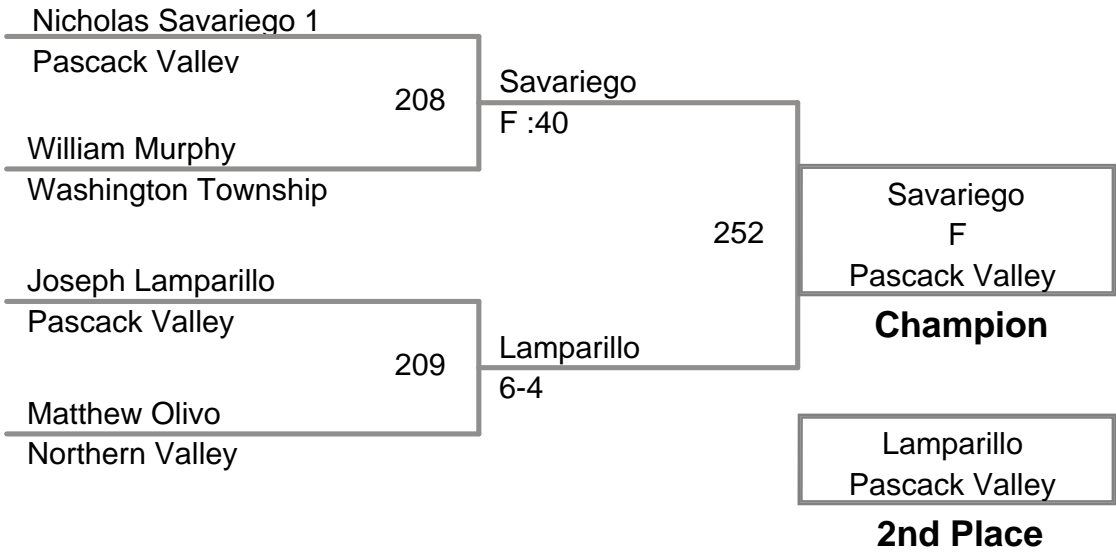 Nicholas Savariego 1
Pascack Valley
208
William Murphy
Washington Township
Savariego
F :40
Joseph Lamparillo
Pascack Valley
209
Matthew Olivo
Northern Valley
Lamparillo
6-4
252
Savariego
F
Pascack Valley
Champion
Lamparillo
Pascack Valley
2nd Place